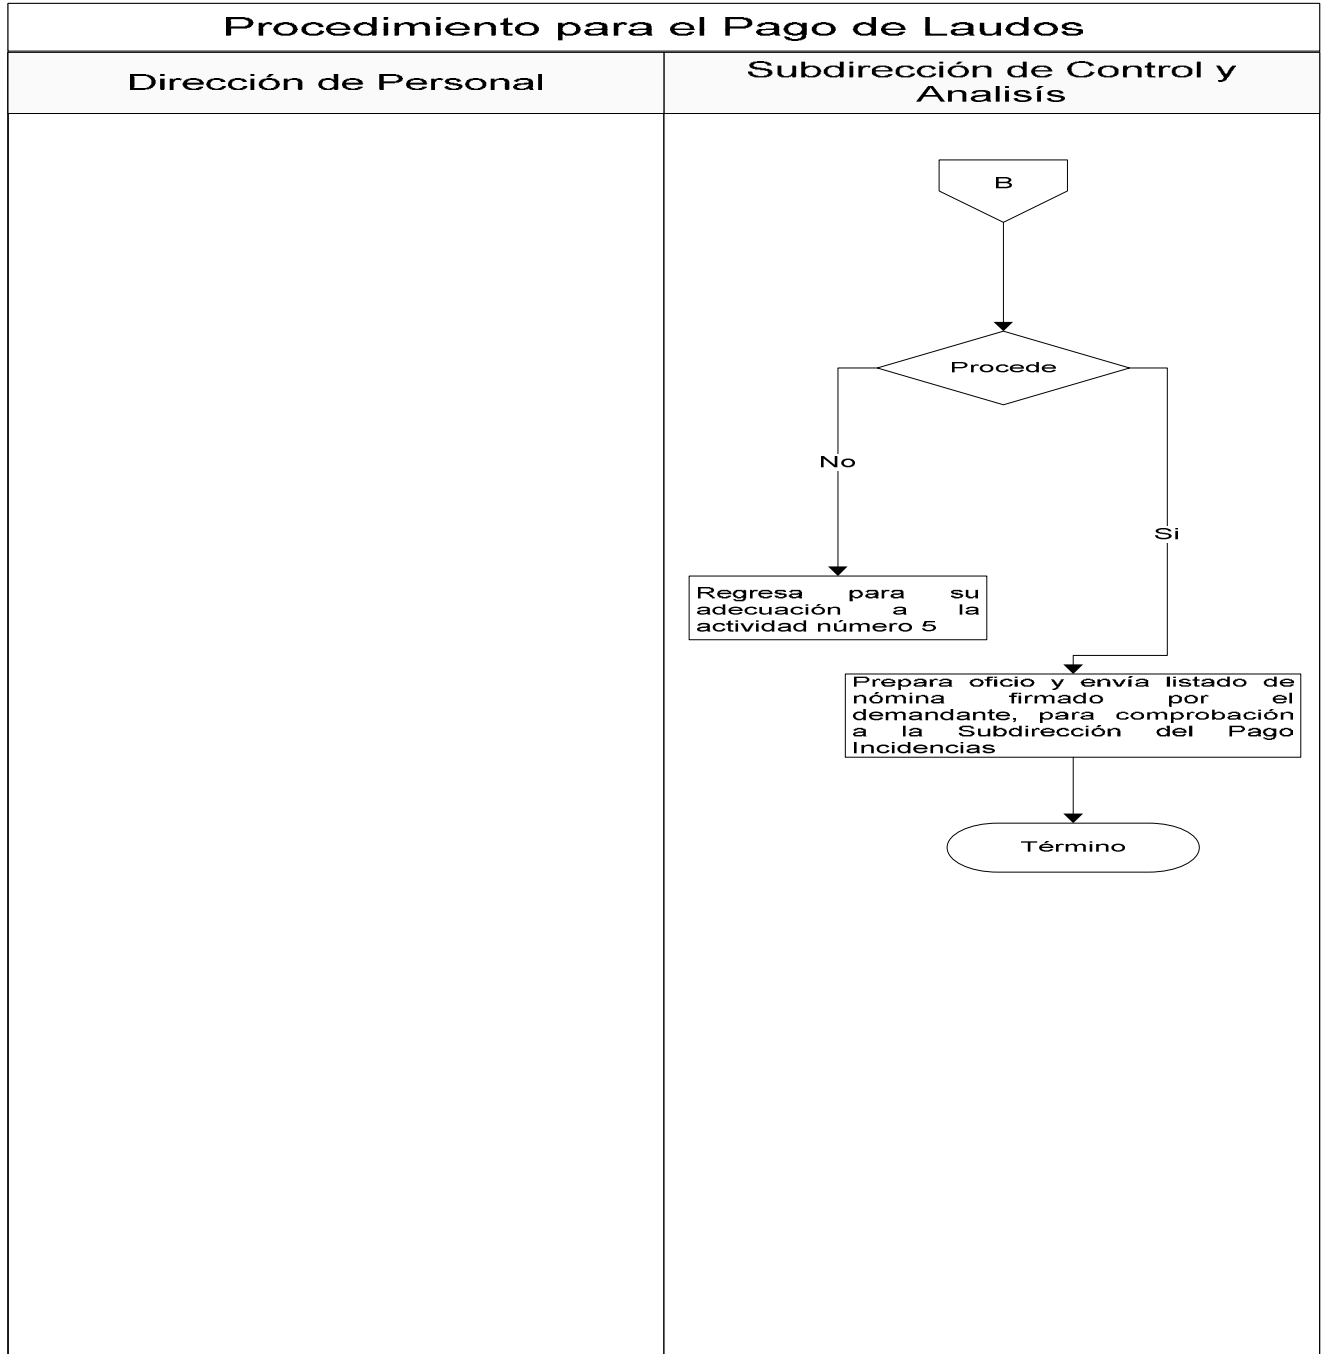 Procedimiento para el Pago de Laudos
Dirección de Personal
Subdirección de Control y
Analisís
B
Procede
No
Si
Regresa para su
adecuación a la
actividad número 5
Prepara oficio y envía listado de
nómina firmado por el
demandante, para comprobación
a la Subdirección del Pago
Incidencias
Término